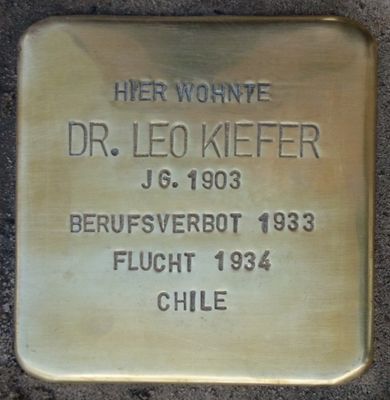 HIER WOHNTE
DR. LEO KIEFER
JG. 1903
BERUFSVERBOT 1933
FLUCHT 1934
CHILE